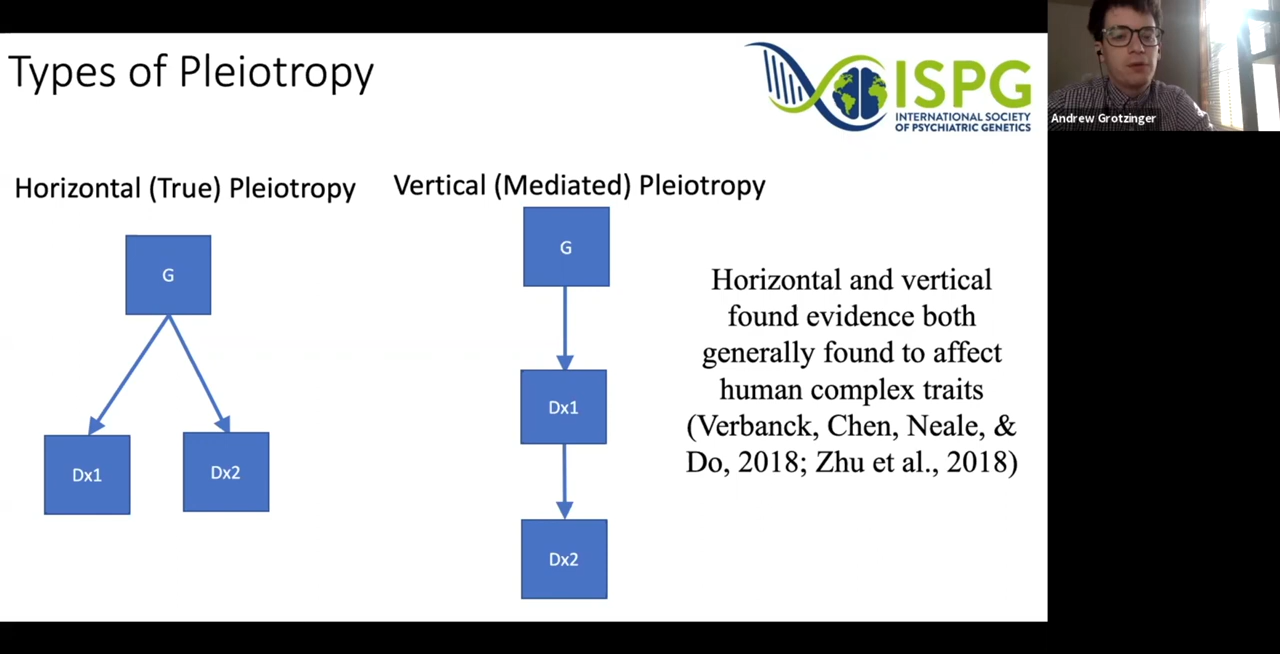 Types of Pleiotropy
ISPG
INTERNATIONAL SOCIETY
OF PSYCHIATRIC GENETICS
Andrew Grotzinger
Horizontal (True) Pleiotropy
Vertical (Mediated) Pleiotropy
G
Dx1
Dx2
G
Dx1
Dx2
Horizontal and vertical
found evidence both
generally found to affect
human complex traits
(Verbanck, Chen, Neale, &
Do, 2018; Zhu et al., 2018)